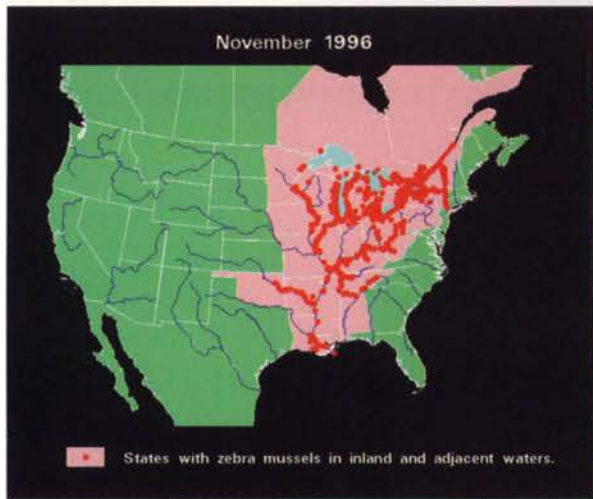 November 1996
States with zebra mussels in inland and adjacent waters.